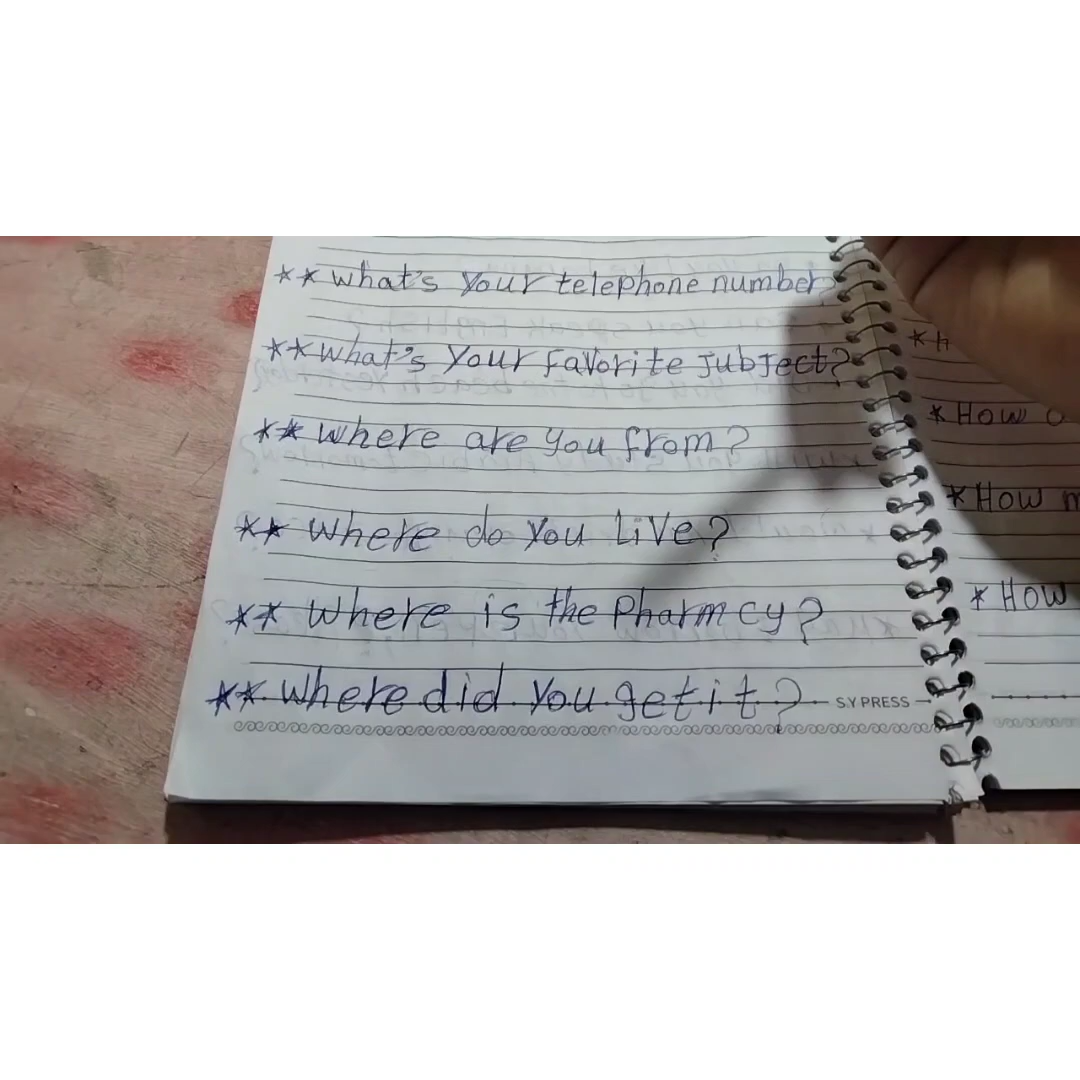 ** what's your telephone number?
** what's your favorite subject?
** where are you from?
** where do you live?
** where is the Pharmcy?
** where did you get it?
S.Y PRESS
* H
* How
* How m
* How